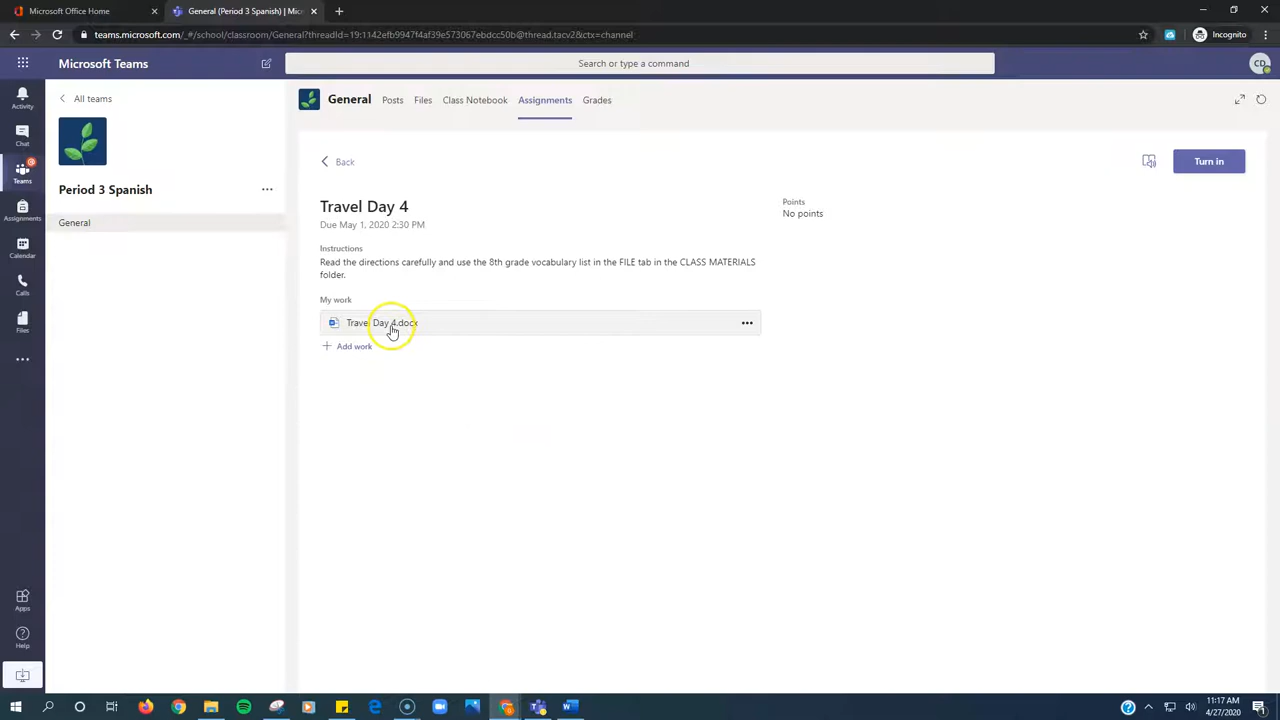 Microsoft Office Home
General (Period 3 Spanish) | Micr
teams.microsoft.com/_#/school/classroom/General?threadId=19:1142efb9947f4af39e573067ebdcc50b@thread.tacv2&ctx=channel
Incognito
Microsoft Teams
Search or type a command
CD
Activity
Chat
Teams
Assignments
Calendar
Calls
Files
Apps
Help
All teams
Period 3 Spanish
General
General
Posts
Files
Class Notebook
Assignments
Grades
Back
Turn in
Travel Day 4
Due May 1, 2020 2:30 PM
Points
No points
Instructions
Read the directions carefully and use the 8th grade vocabulary list in the FILE tab in the CLASS MATERIALS
folder.
My work
Travel Day 4.docx
Add work
11:17 AM
4/27/2020